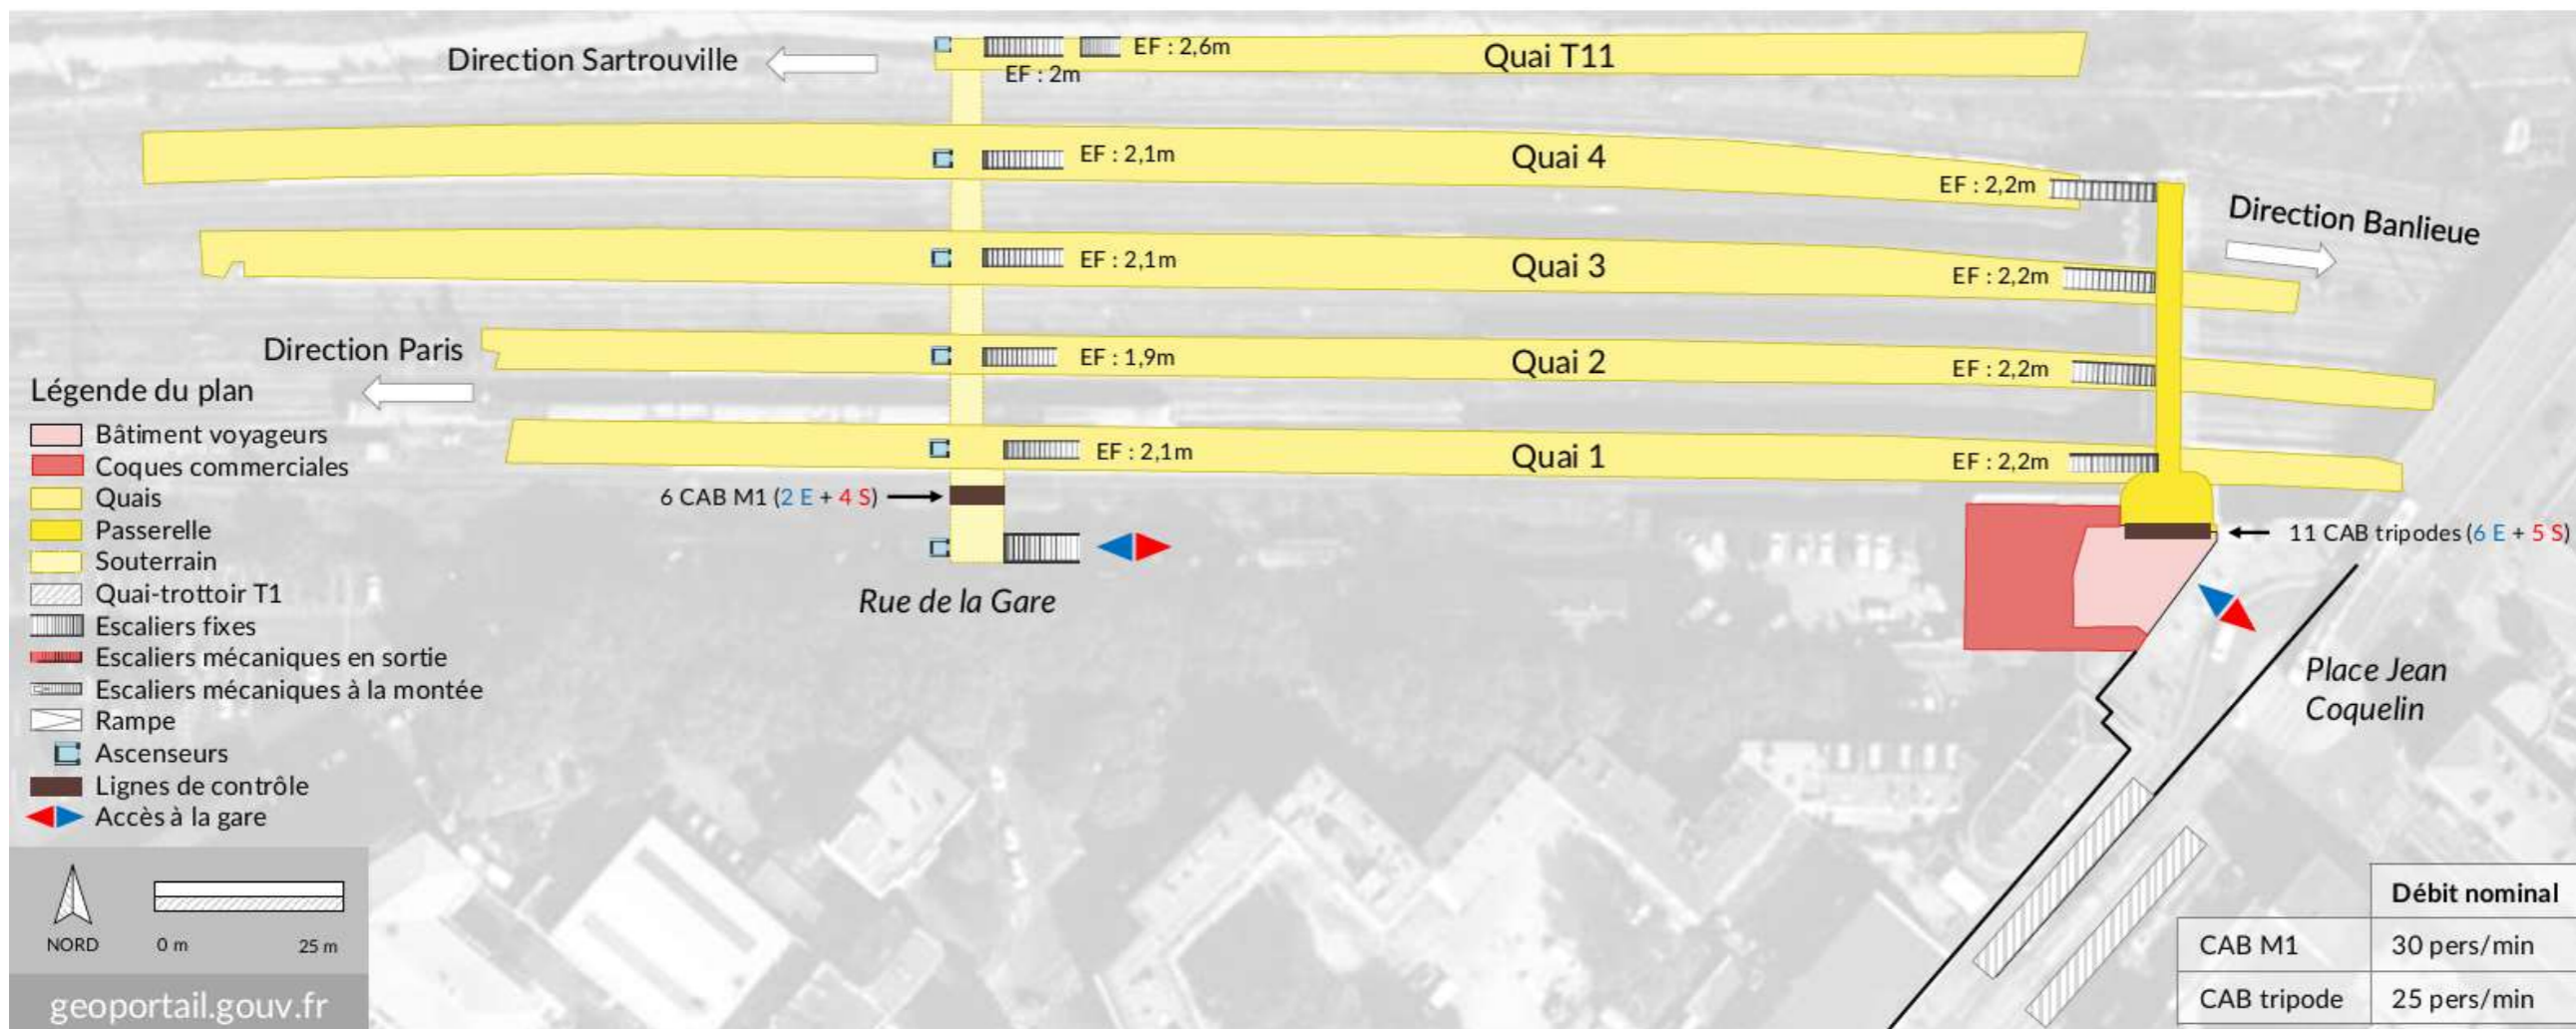 Direction Sartrouville
EF : 2,6m
EF : 2m
Quai T11
EF : 2,1m
Quai 4
EF : 2,2m
Direction Banlieue
EF : 2,1m
Quai 3
EF : 2,2m
Direction Paris
EF : 1,9m
Quai 2
EF : 2,2m
EF : 2,1m
Quai 1
EF : 2,2m
6 CAB M1 (2 E + 4 S)
11 CAB tripodes (6 E + 5 S)
Rue de la Gare
Place Jean
Coquelin
Légende du plan
Bâtiment voyageurs
Coques commerciales
Quais
Passerelle
Souterrain
Quai-trottoir T1
Escaliers fixes
Escaliers mécaniques en sortie
Escaliers mécaniques à la montée
Rampe
Ascenseurs
Lignes de contrôle
Accès à la gare
NORD
0 m 25 m
geoportail.gouv.fr
Débit nominal
CAB M1 30 pers/min
CAB tripode 25 pers/min